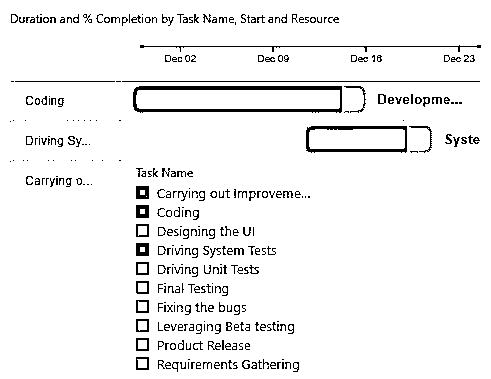 Duration and % Completion by Task Name, Start and Resource
Dec 02 Dec 09 Dec 16 Dec 23
Coding Developme...
Driving Sy... Syste
Carrying o...
Task Name
Carrying out Improveme...
Coding
Designing the UI
Driving System Tests
Driving Unit Tests
Final Testing
Fixing the bugs
Leveraging Beta testing
Product Release
Requirements Gathering